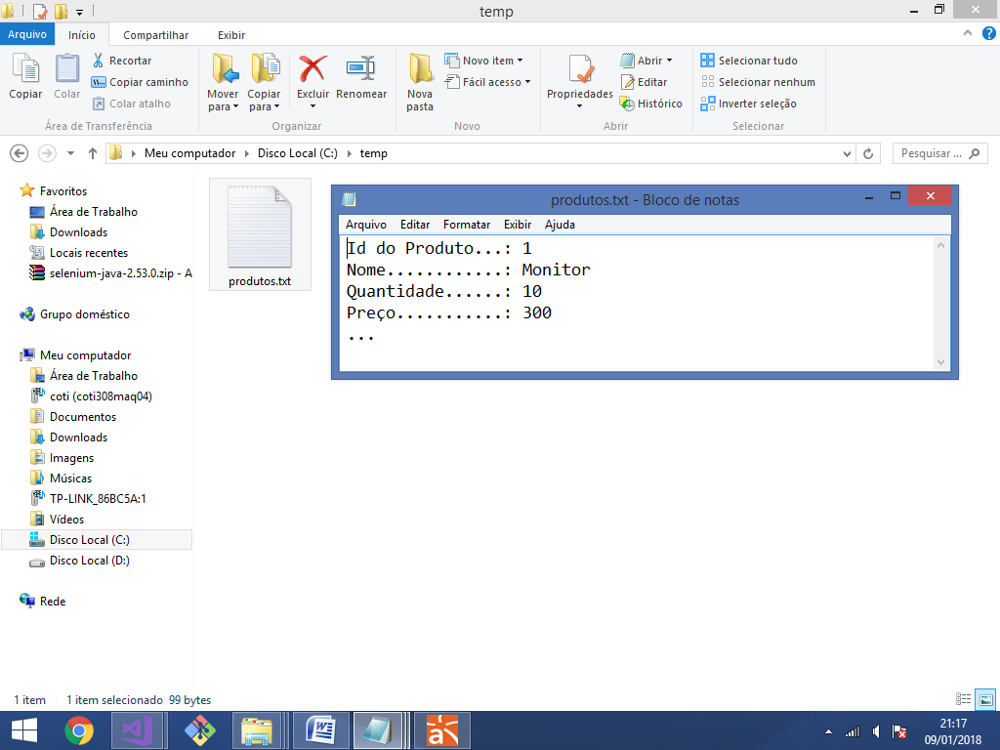 temp
Arquivo Início Compartilhar Exibir
Copiar
Colar
Recortar
Copiar caminho
Colar atalho
Área de Transferência
Mover para
Copiar para
Excluir
Renomear
Organizar
Nova pasta
Novo item
Fácil acesso
Novo
Propriedades
Abrir
Editar
Histórico
Abrir
Selecionar tudo
Selecionar nenhum
Inverter seleção
Selecionar
Meu computador Disco Local (C:) temp
Pesquisar ...
Favoritos
Área de Trabalho
Downloads
Locais recentes
selenium-java-2.53.0.zip - A
Grupo doméstico
Meu computador
Área de Trabalho
coti (coti308maq04)
Documentos
Downloads
Imagens
Músicas
TP-LINK_86BC5A:1
Vídeos
Disco Local (C:)
Disco Local (D:)
Rede
produtos.txt
produtos.txt - Bloco de notas
Arquivo Editar Formatar Exibir Ajuda
Id do Produto...: 1
Nome............: Monitor
Quantidade......: 10
Preço...........: 300
...
1 item 1 item selecionado 99 bytes
21:17
09/01/2018